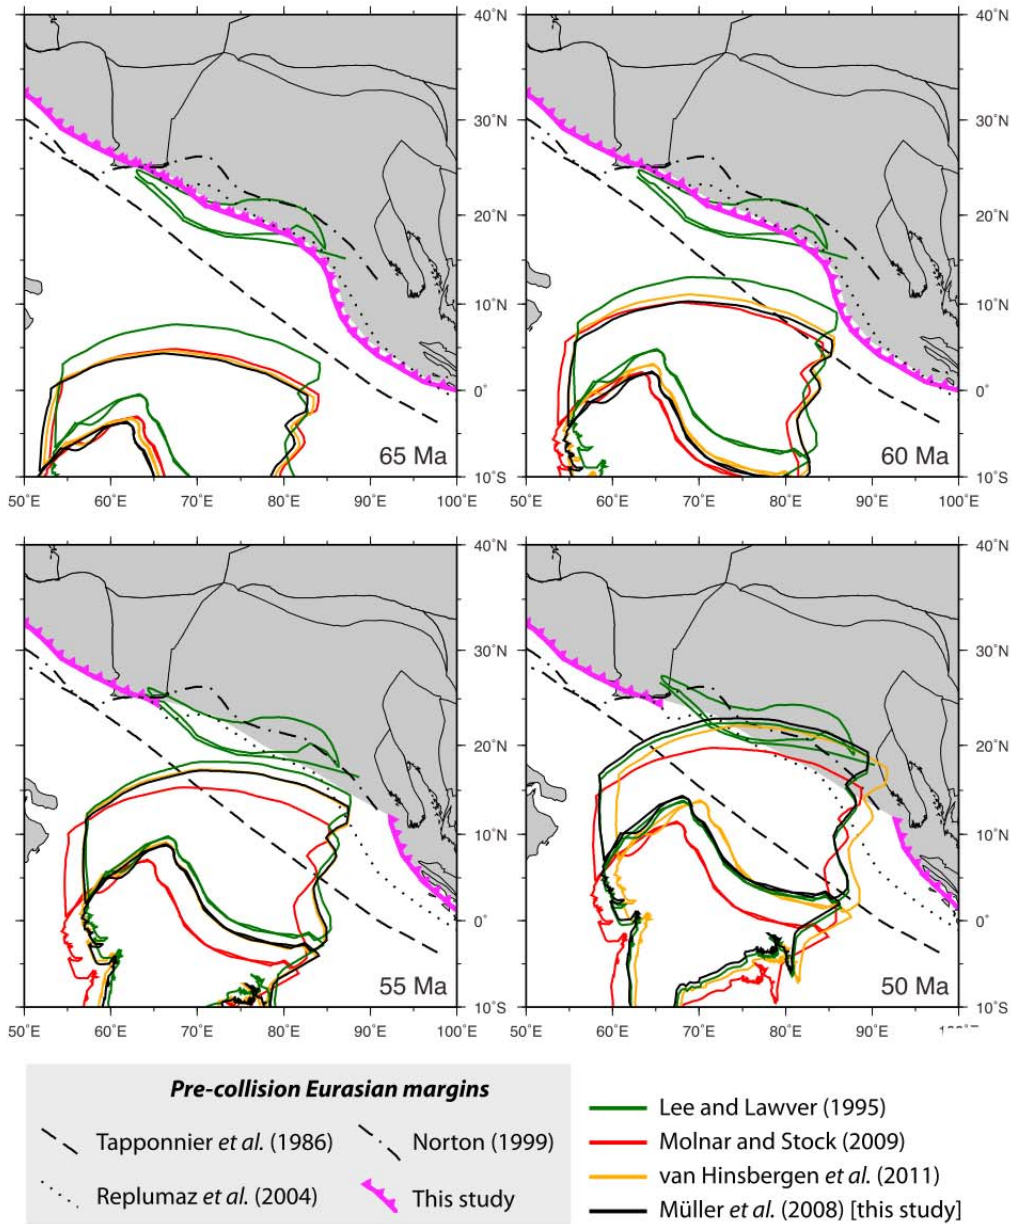 40°N
40°N
30°N
30°N
20°N
20°N
10°N
10°N
0°
0°
65 Ma
60 Ma
10°S
10°S
50°E 60°E 70°E 80°E 90°E 100°E
50°E 60°E 70°E 80°E 90°E 100°E
40°N
40°N
30°N
30°N
20°N
20°N
10°N
10°N
0°
0°
55 Ma
50 Ma
10°S
10°S
50°E 60°E 70°E 80°E 90°E 100°E
50°E 60°E 70°E 80°E 90°E
Pre-collision Eurasian margins
Tapponnier et al. (1986)
Norton (1999)
Replumaz et al. (2004)
This study
Lee and Lawver (1995)
Molnar and Stock (2009)
van Hinsbergen et al. (2011)
Müller et al. (2008) [this study]